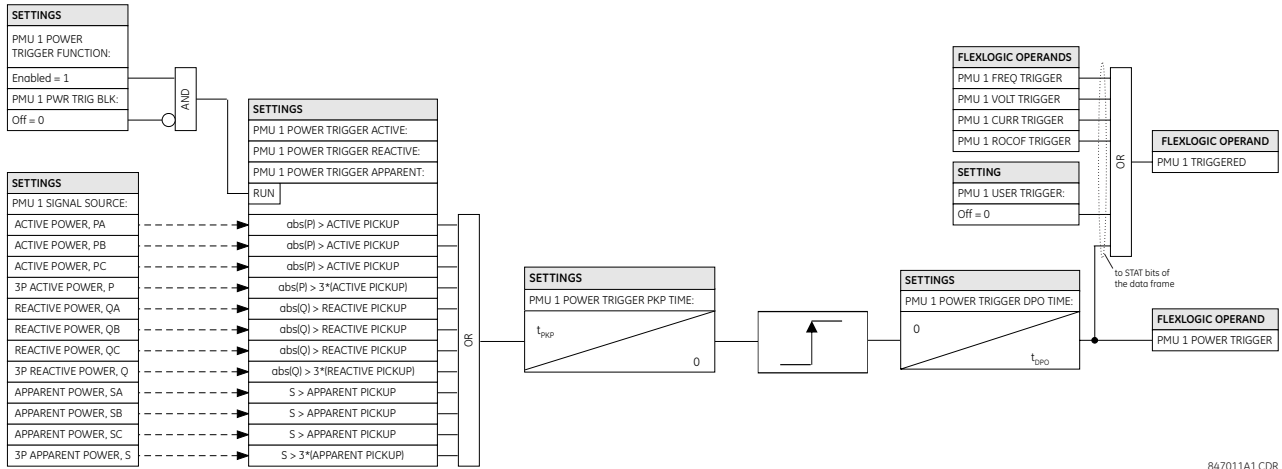 SETTINGS
PMU 1 POWER
TRIGGER FUNCTION:
Enabled = 1
PMU 1 PWR TRIG BLK:
Off = 0
AND
SETTINGS
PMU 1 SIGNAL SOURCE:
ACTIVE POWER, PA
ACTIVE POWER, PB
ACTIVE POWER, PC
3P ACTIVE POWER, P
REACTIVE POWER, QA
REACTIVE POWER, QB
REACTIVE POWER, QC
3P REACTIVE POWER, Q
APPARENT POWER, SA
APPARENT POWER, SB
APPARENT POWER, SC
3P APPARENT POWER, S
SETTINGS
PMU 1 POWER TRIGGER ACTIVE:
PMU 1 POWER TRIGGER REACTIVE:
PMU 1 POWER TRIGGER APPARENT:
RUN
abs(P) > ACTIVE PICKUP
abs(P) > ACTIVE PICKUP
abs(P) > ACTIVE PICKUP
abs(P) > 3*(ACTIVE PICKUP)
abs(Q) > REACTIVE PICKUP
abs(Q) > REACTIVE PICKUP
abs(Q) > REACTIVE PICKUP
abs(Q) > 3*(REACTIVE PICKUP)
S > APPARENT PICKUP
S > APPARENT PICKUP
S > APPARENT PICKUP
S > 3*(APPARENT PICKUP)
OR
SETTINGS
PMU 1 POWER TRIGGER PKP TIME:
tPKP
0
SETTINGS
PMU 1 POWER TRIGGER DPO TIME:
0
tDPO
FLEXLOGIC OPERANDS
PMU 1 FREQ TRIGGER
PMU 1 VOLT TRIGGER
PMU 1 CURR TRIGGER
PMU 1 ROCOF TRIGGER
SETTING
PMU 1 USER TRIGGER:
Off = 0
OR
to STAT bits of
the data frame
FLEXLOGIC OPERAND
PMU 1 TRIGGERED
FLEXLOGIC OPERAND
PMU 1 POWER TRIGGER
847011A1.CDR